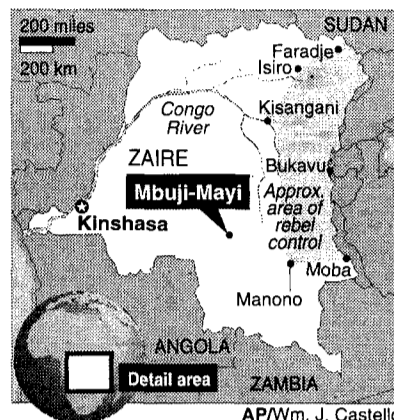 200 miles
200 km
SUDAN
Faradje
Isiro
Congo
River
Kisangani
ZAIRE
Bukavu
Mbuji-Mayi
Approx.
area of
rebel
control
Kinshasa
Moba
Manono
ANGOLA
Detail area
ZAMBIA
AP/Wm. J. Castello